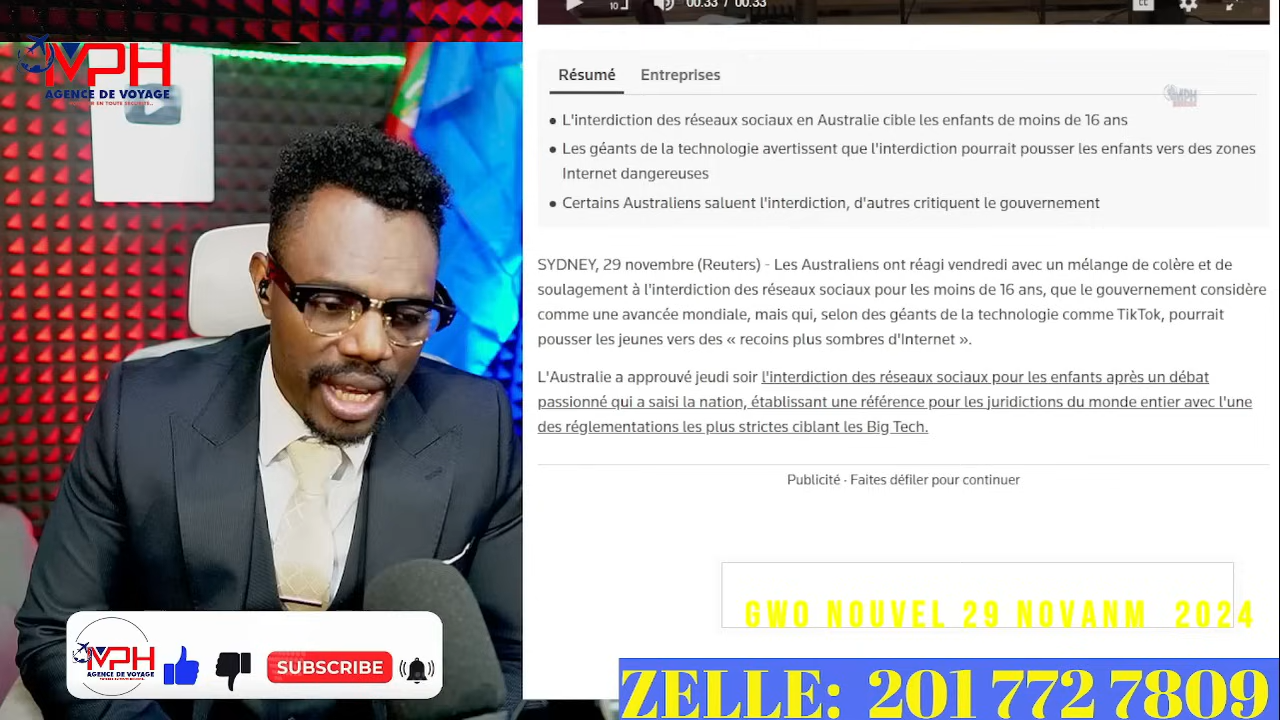 MPH
AGENCE DE VOYAGE
00:33 / 00:33
Résumé
Entreprises
• L'interdiction des réseaux sociaux en Australie cible les enfants de moins de 16 ans
• Les géants de la technologie avertissent que l'interdiction pourrait pousser les enfants vers des zones
Internet dangereuses
• Certains Australiens saluent l'interdiction, d'autres critiquent le gouvernement
SYDNEY, 29 novembre (Reuters) - Les Australiens ont réagi vendredi avec un mélange de colère et de
soulagement à l'interdiction des réseaux sociaux pour les moins de 16 ans, que le gouvernement considère
comme une avancée mondiale, mais qui, selon des géants de la technologie comme TikTok, pourrait
pousser les jeunes vers des « recoins plus sombres d'Internet ».
L'Australie a approuvé jeudi soir l'interdiction des réseaux sociaux pour les enfants après un débat
passionné qui a saisi la nation, établissant une référence pour les juridictions du monde entier avec l'une
des réglementations les plus strictes ciblant les Big Tech.
Publicité · Faites défiler pour continuer
GWO NOUVEL 29 NOVANM 2024
MPH
AGENCE DE VOYAGE
SUBSCRIBE
ZELLE: 201 772 7809